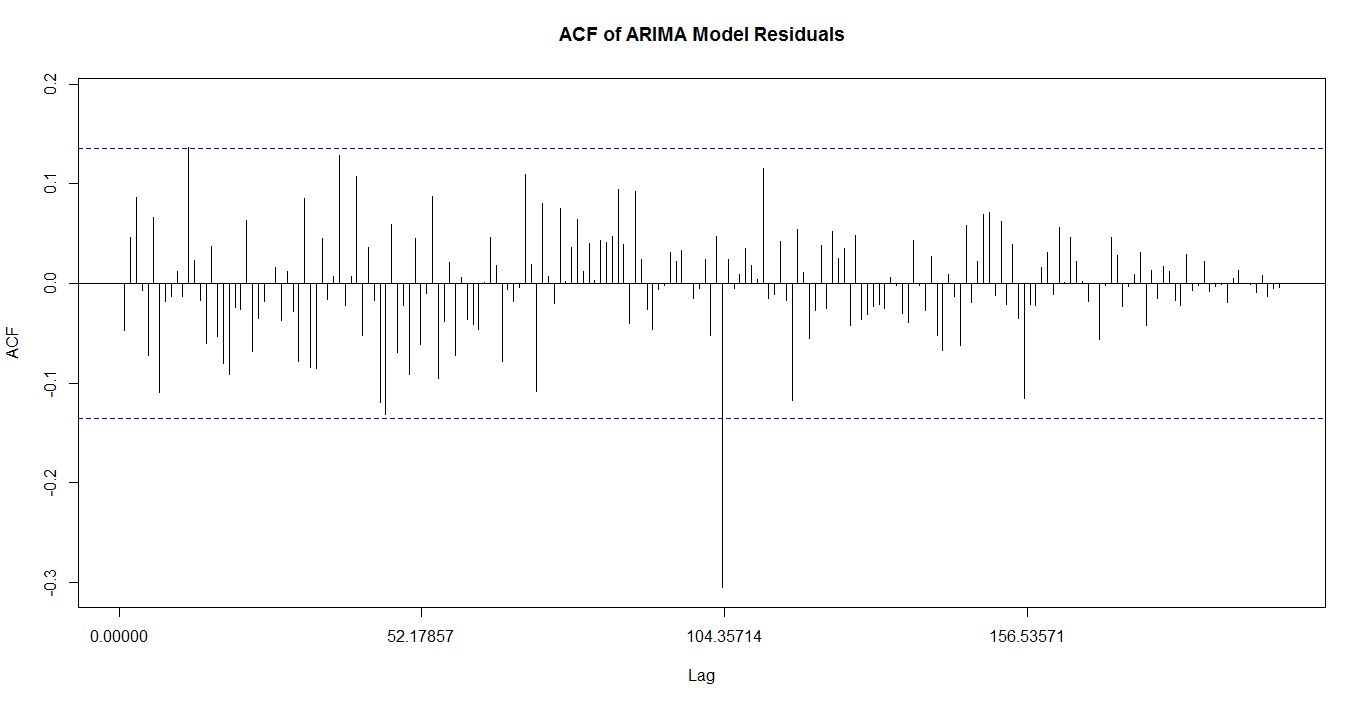 ACF of ARIMA Model Residuals
ACF
0.2
0.1
0.0
-0.1
-0.2
-0.3
0.00000 52.17857 104.35714 156.53571
Lag